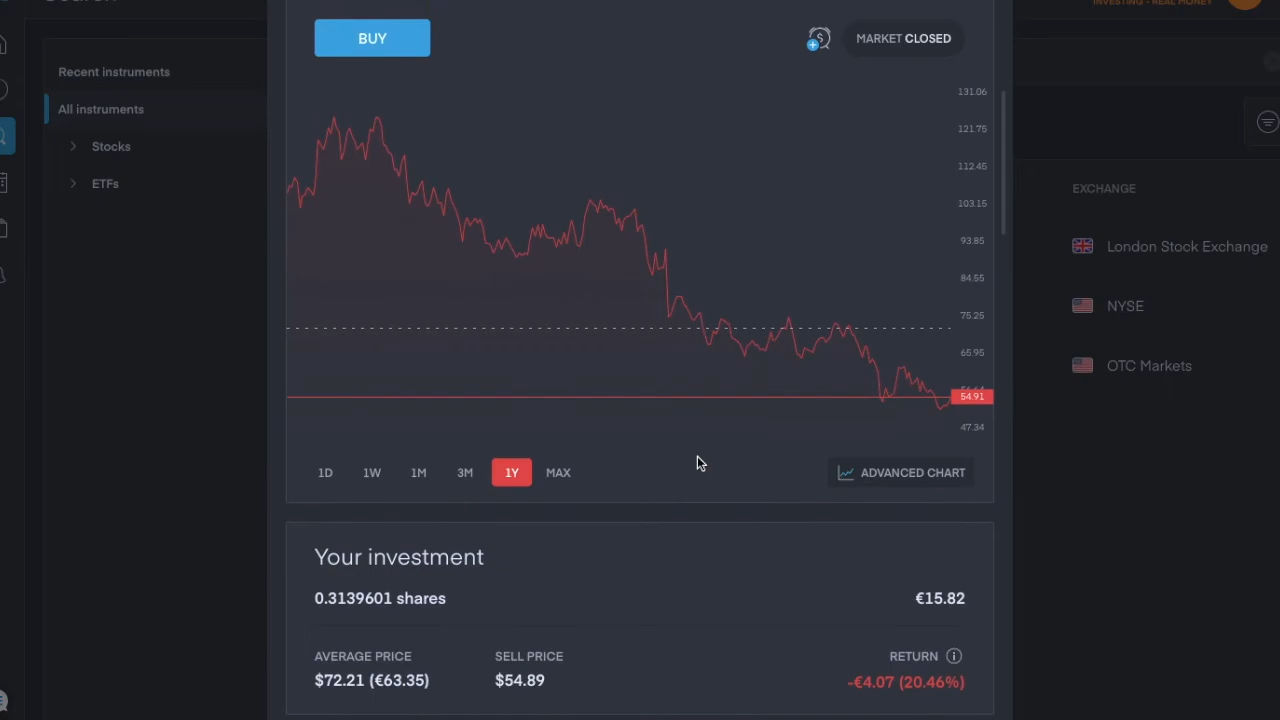 INVESTING - REAL MONEY
BUY
MARKET CLOSED
Recent instruments
All instruments
Stocks
ETFs
131.06
121.75
112.45
103.15
93.85
84.55
75.25
65.95
54.91
47.34
EXCHANGE
London Stock Exchange
NYSE
OTC Markets
1D 1W 1M 3M 1Y MAX
ADVANCED CHART
Your investment
0.3139601 shares €15.82
AVERAGE PRICE SELL PRICE RETURN
$72.21 (€63.35) $54.89 -€4.07 (20.46%)